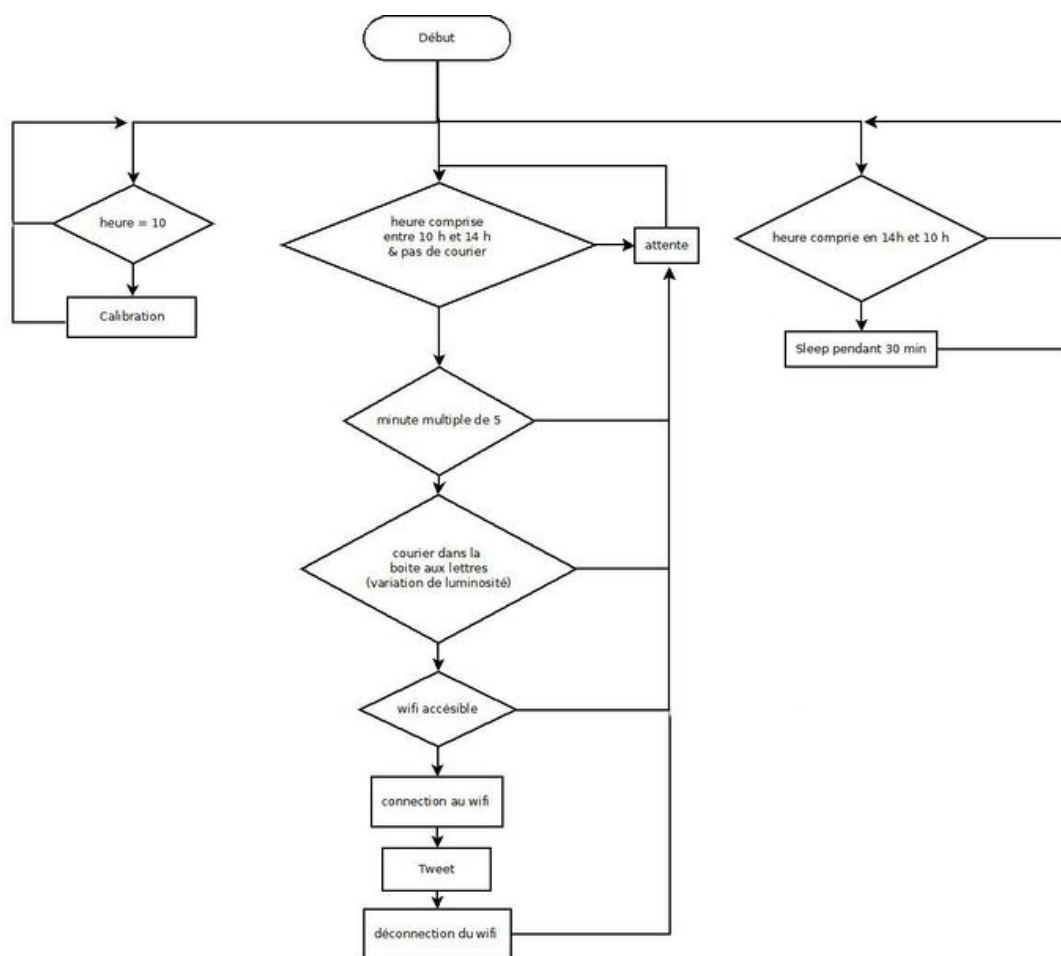 Début
heure = 10
Calibration
heure comprise
entre 10 h et 14 h
& pas de courier
attente
minute multiple de 5
courier dans la
boite aux lettres
(variation de luminosité)
wifi accésible
connection au wifi
Tweet
déconnection du wifi
heure comprie en 14h et 10 h
Sleep pendant 30 min